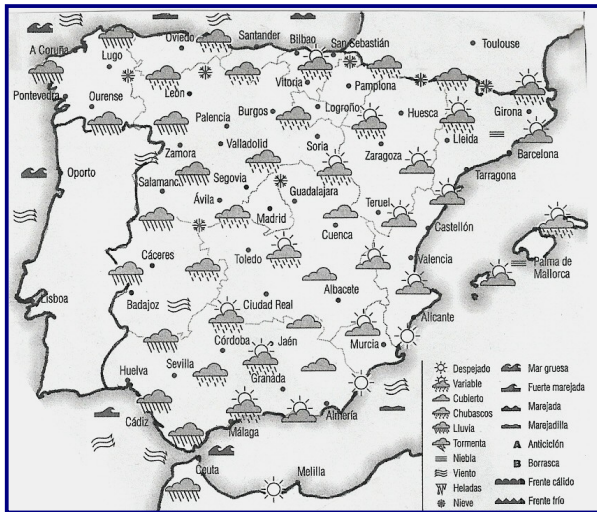 Oviedo
Santander
Bilbao
San Sebastián
Toulouse
A Coruña
Lugo
Vitoria
Pamplona
Pontevedra
Ourense
León
Palencia
Burgos
Logroño
Huesca
Girona
Zamora
Valladolid
Soria
Zaragoza
Lleida
Barcelona
Oporto
Salamanc
Segovia
Guadalajara
Tarragona
Ávila
Madrid
Teruel
Cuenca
Castellón
Cáceres
Toledo
Valencia
Palma de
Mallorca
Lisboa
Badajoz
Ciudad Real
Albacete
Alicante
Córdoba
Jaén
Murcia
Huelva
Sevilla
Granada
Cádiz
Málaga
Almería
Ceuta
Melilla
Despejado
Variable
Cubierto
Chubascos
Lluvia
Tormenta
Niebla
Viento
Heladas
Nieve
Mar gruesa
Fuerte marejada
Marejada
Marejadilla
A Anticiclón
B Borrasca
Frente cálido
Frente frío